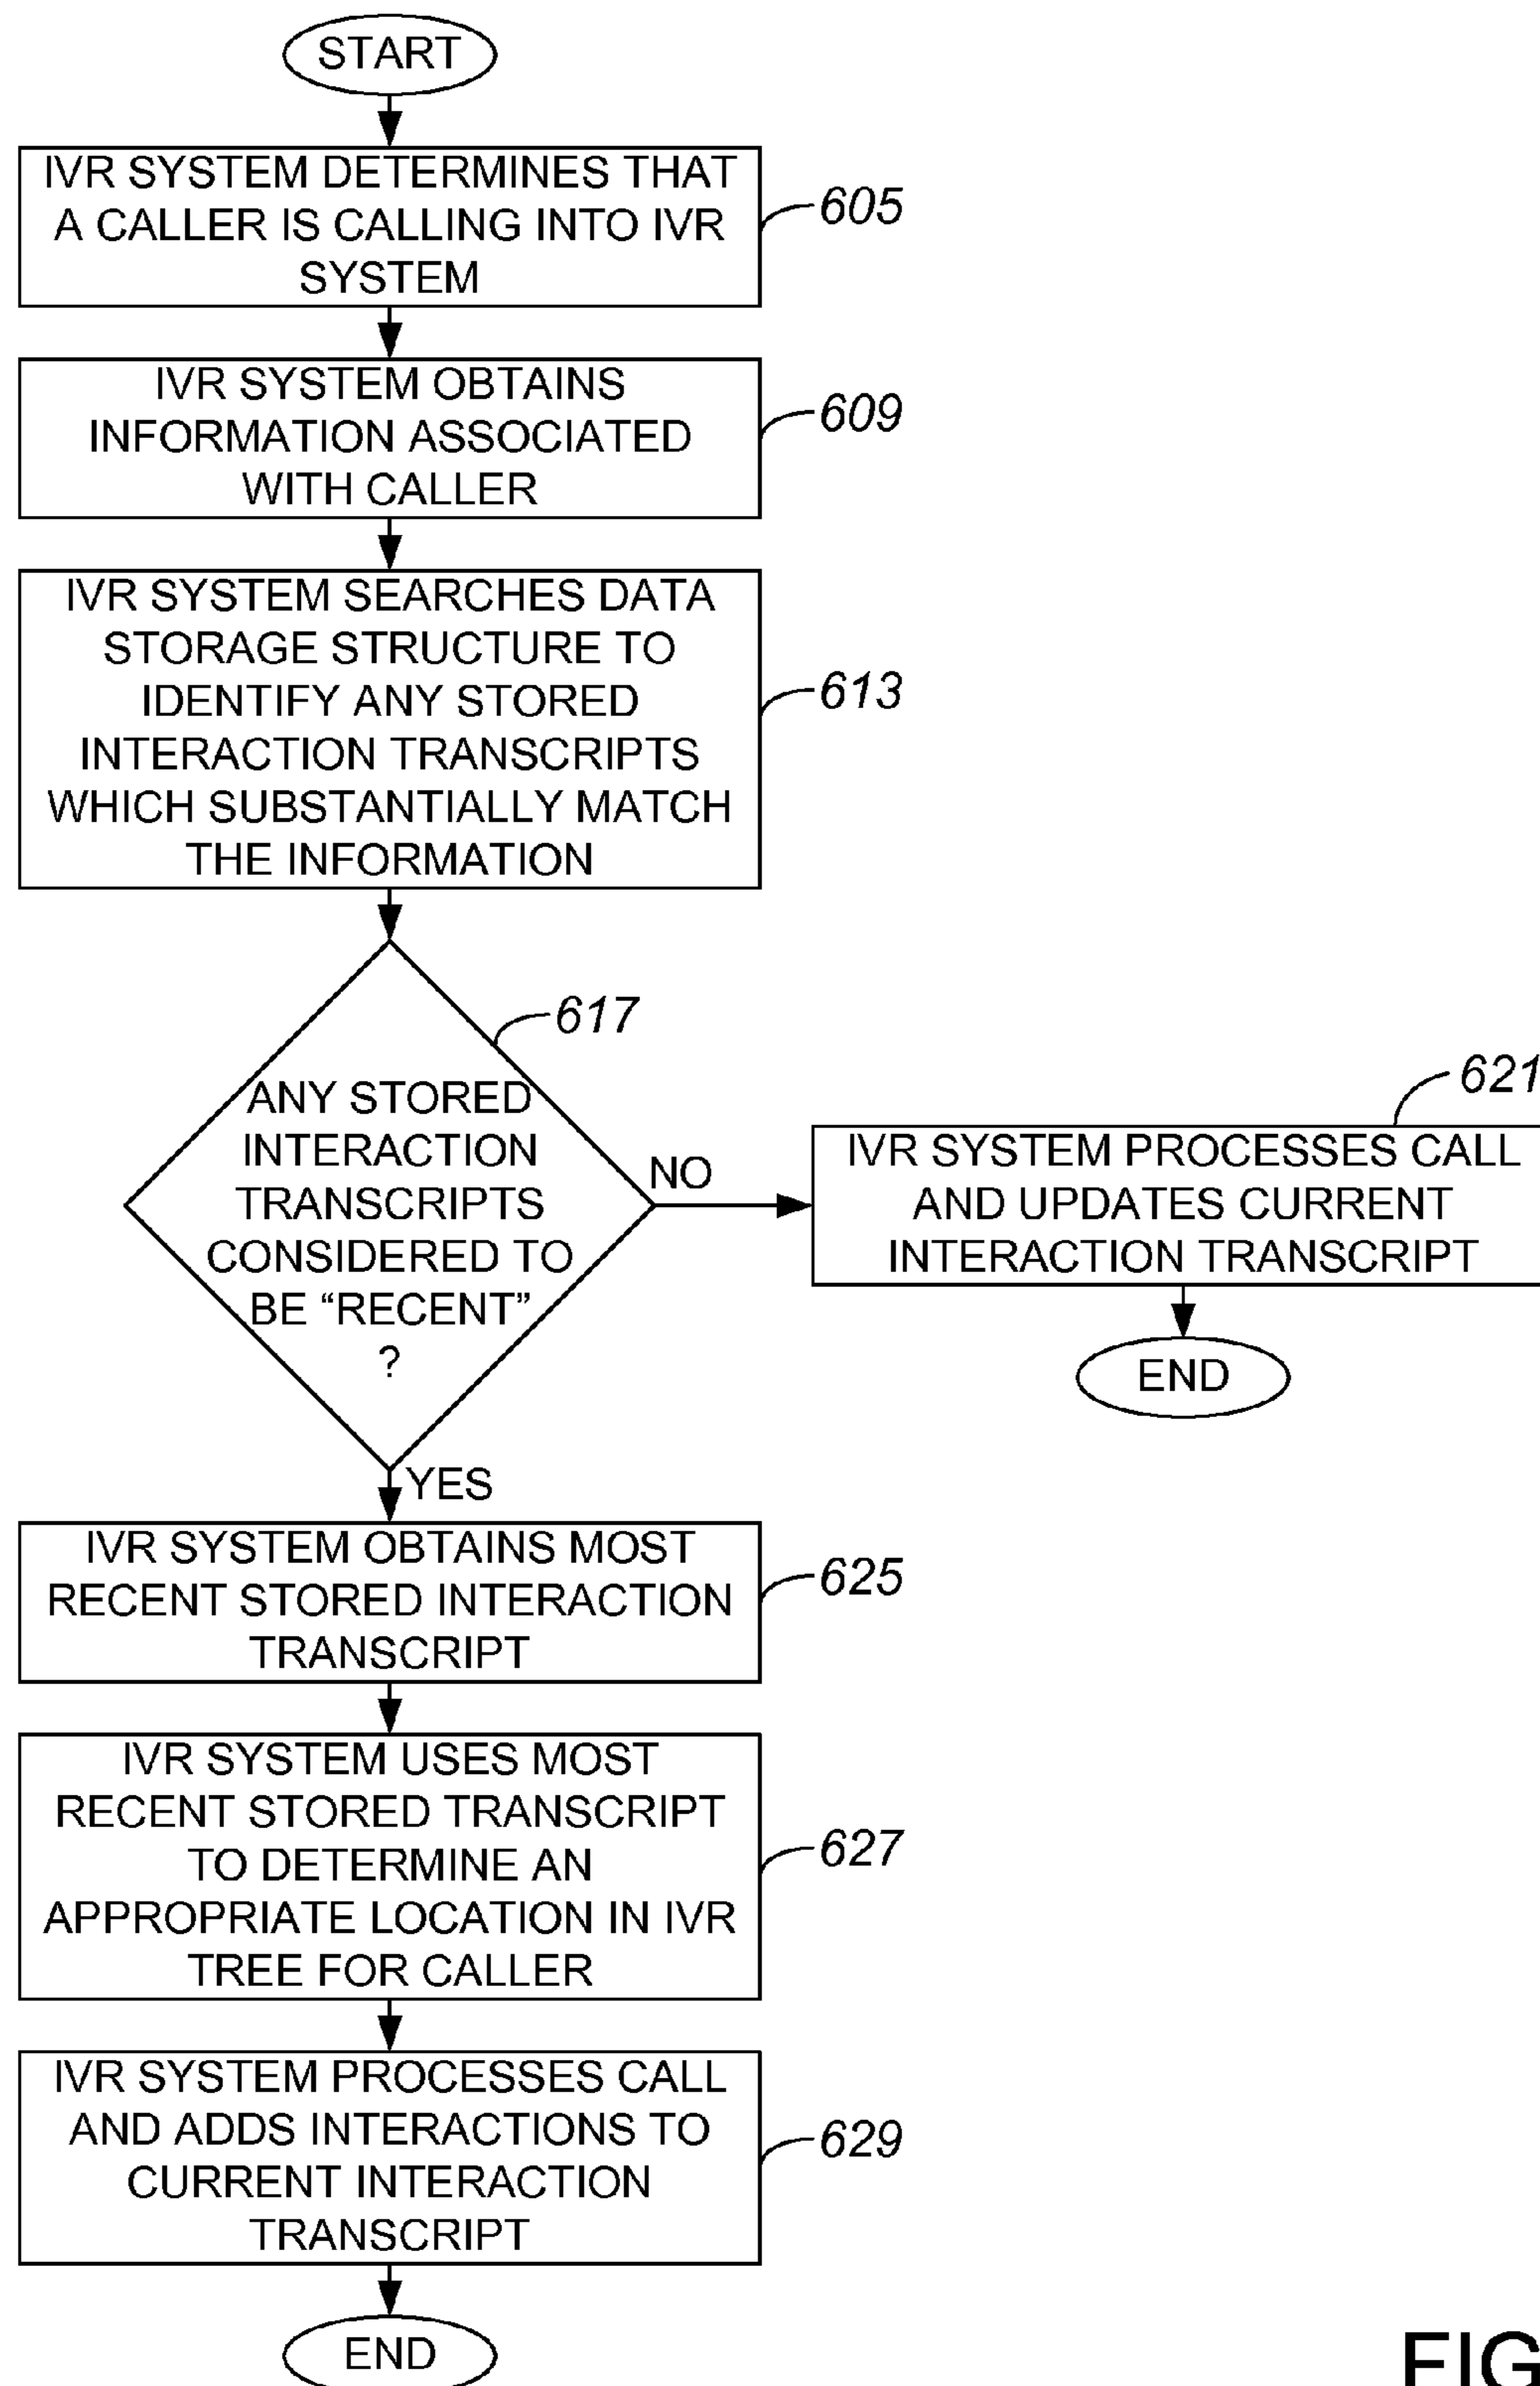 START
IVR SYSTEM DETERMINES THAT
A CALLER IS CALLING INTO IVR
SYSTEM
605
IVR SYSTEM OBTAINS
INFORMATION ASSOCIATED
WITH CALLER
609
IVR SYSTEM SEARCHES DATA
STORAGE STRUCTURE TO
IDENTIFY ANY STORED
INTERACTION TRANSCRIPTS
WHICH SUBSTANTIALLY MATCH
THE INFORMATION
613
617
ANY STORED
INTERACTION
TRANSCRIPTS
CONSIDERED TO
BE “RECENT”
?
NO
621
IVR SYSTEM PROCESSES CALL
AND UPDATES CURRENT
INTERACTION TRANSCRIPT
END
YES
IVR SYSTEM OBTAINS MOST
RECENT STORED INTERACTION
TRANSCRIPT
625
IVR SYSTEM USES MOST
RECENT STORED TRANSCRIPT
TO DETERMINE AN
APPROPRIATE LOCATION IN IVR
TREE FOR CALLER
627
IVR SYSTEM PROCESSES CALL
AND ADDS INTERACTIONS TO
CURRENT INTERACTION
TRANSCRIPT
629
END
FIG